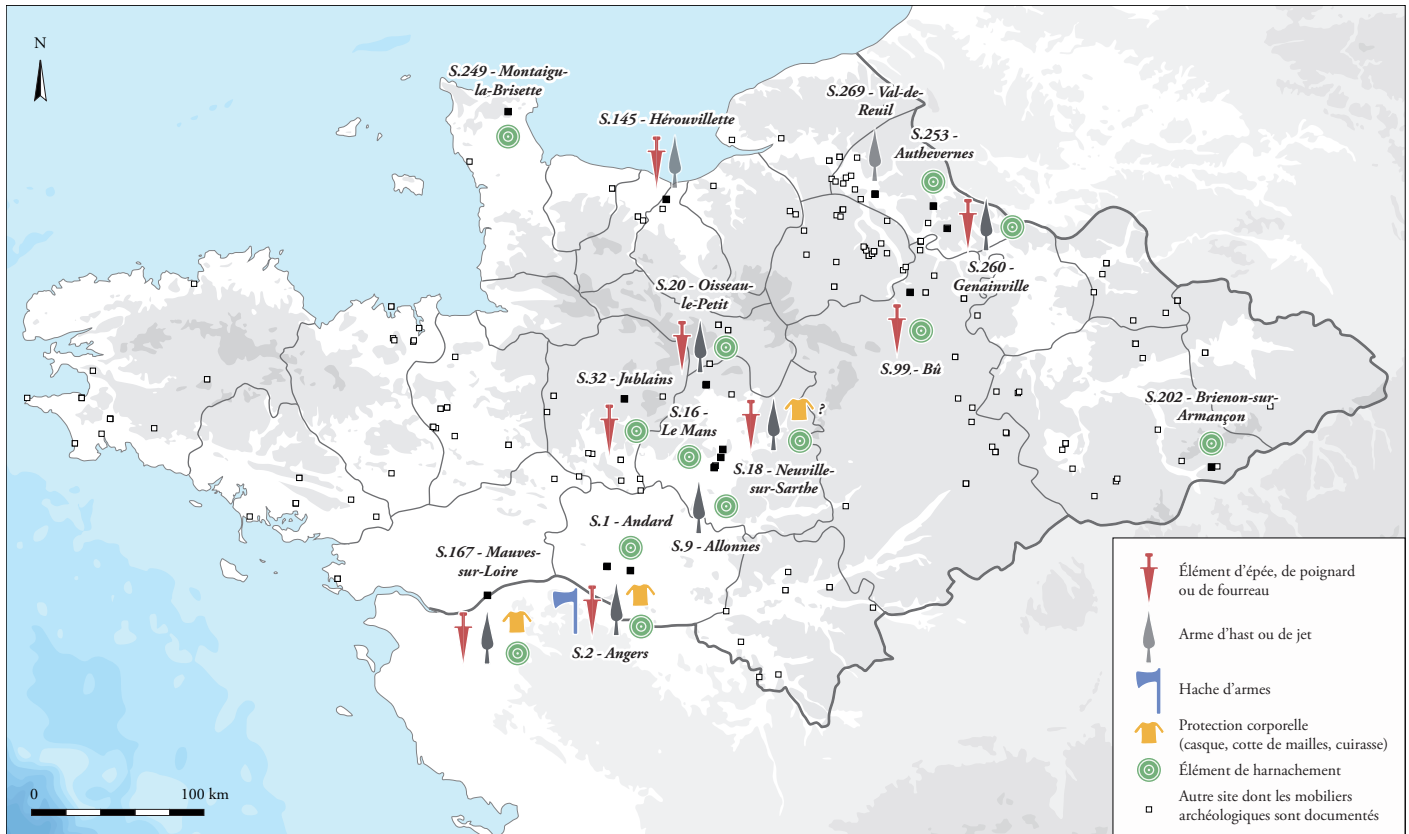 N
S.249 - Montaigu-
la-Brisette
S.145 - Hérouvillette
S.269 - Val-de-
Reuil
S.253 -
Authevernes
S.260 -
Genainville
S.20 - Oisseau-
le-Petit
S.99 - Bû
S.32 - Jublains
S.16 -
Le Mans
?
S.18 - Neuville-
sur-Sarthe
S.202 - Brienon-sur-
Armançon
S.9 - Allonnes
S.1 - Andard
S.167 - Mauves-
sur-Loire
S.2 - Angers
Élément d'épée, de poignard
ou de fourreau
Arme d'hast ou de jet
Hache d'armes
Protection corporelle
(casque, cotte de mailles, cuirasse)
Élément de harnachement
Autre site dont les mobiliers
archéologiques sont documentés
0 100 km